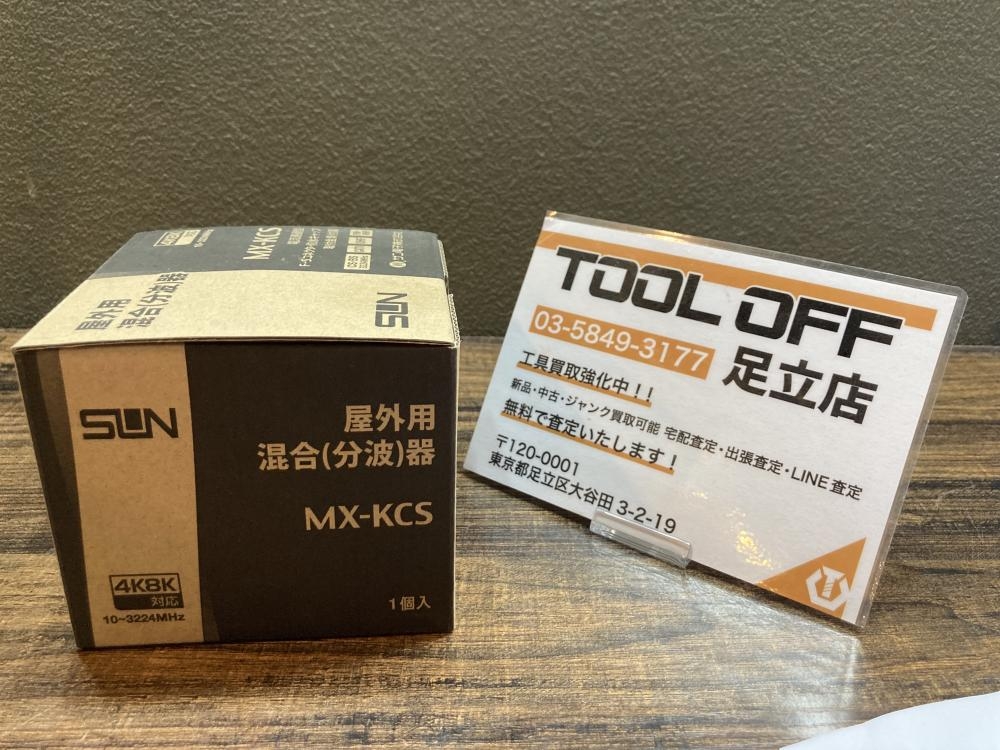 4K8K
屋外用
混合(分波)器
MX-KCS
SUN
SUN
屋外用
混合(分波)器
MX-KCS
4K8K
対応
10~3224MHz
1個入
TOOL OFF
03-5849-3177
足立店
工具買取強化中!!
新品・中古・ジャンク買取可能 宅配査定・出張査定・LINE査定
無料で査定いたします!
〒120-0001
東京都足立区大谷田3-2-19